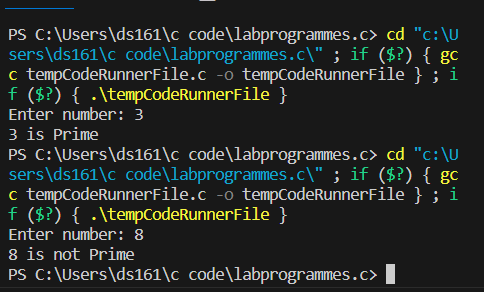 PS C:\Users\ds161\c code\labprogrammes.c> cd "c:\U
sers\ds161\c code\labprogrammes.c\" ; if ($?) { gc
c tempCodeRunnerFile.c -o tempCodeRunnerFile } ; i
f ($?) { .\tempCodeRunnerFile }
Enter number: 3
3 is Prime
PS C:\Users\ds161\c code\labprogrammes.c> cd "c:\U
sers\ds161\c code\labprogrammes.c\" ; if ($?) { gc
c tempCodeRunnerFile.c -o tempCodeRunnerFile } ; i
f ($?) { .\tempCodeRunnerFile }
Enter number: 8
8 is not Prime
PS C:\Users\ds161\c code\labprogrammes.c>